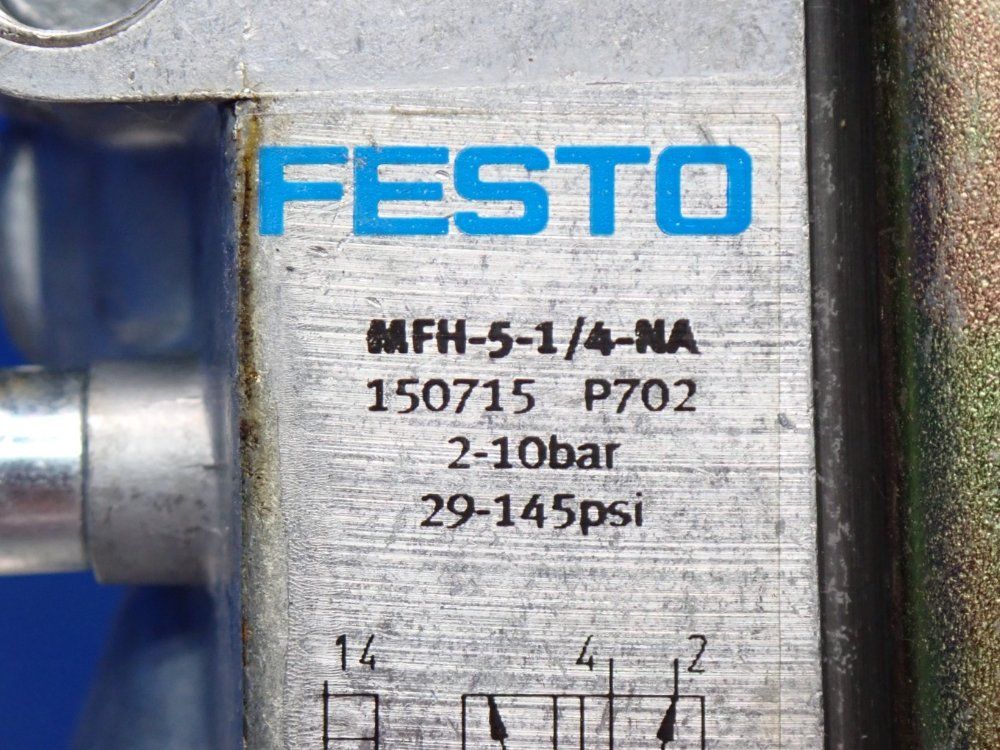 FESTO
MFH-5-1/4-NA
150715 P702
2-10bar
29-145psi
14 4 2